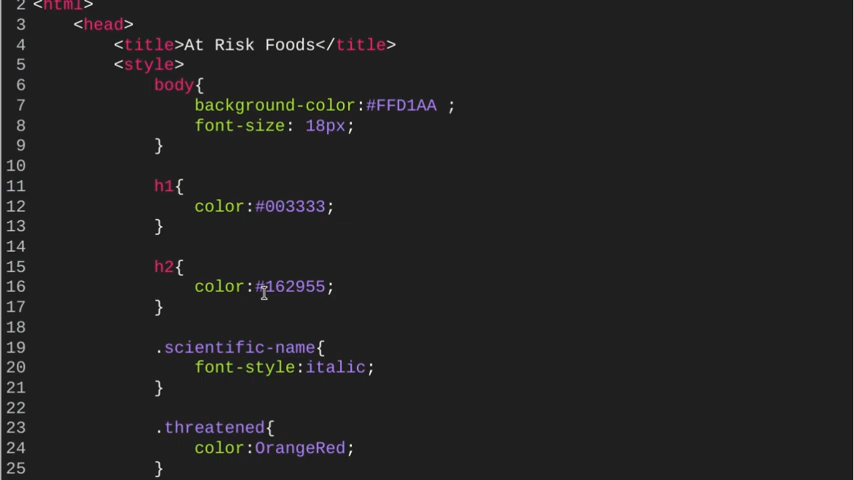 2 <html>
3 <head>
4 <title>At Risk Foods</title>
5 <style>
6 body{
7 background-color:#FFD1AA ;
8 font-size: 18px;
9 }
10
11 h1{
12 color:#003333;
13 }
14
15 h2{
16 color:#162955;
17 }
18
19 .scientific-name{
20 font-style:italic;
21 }
22
23 .threatened{
24 color:OrangeRed;
25 }